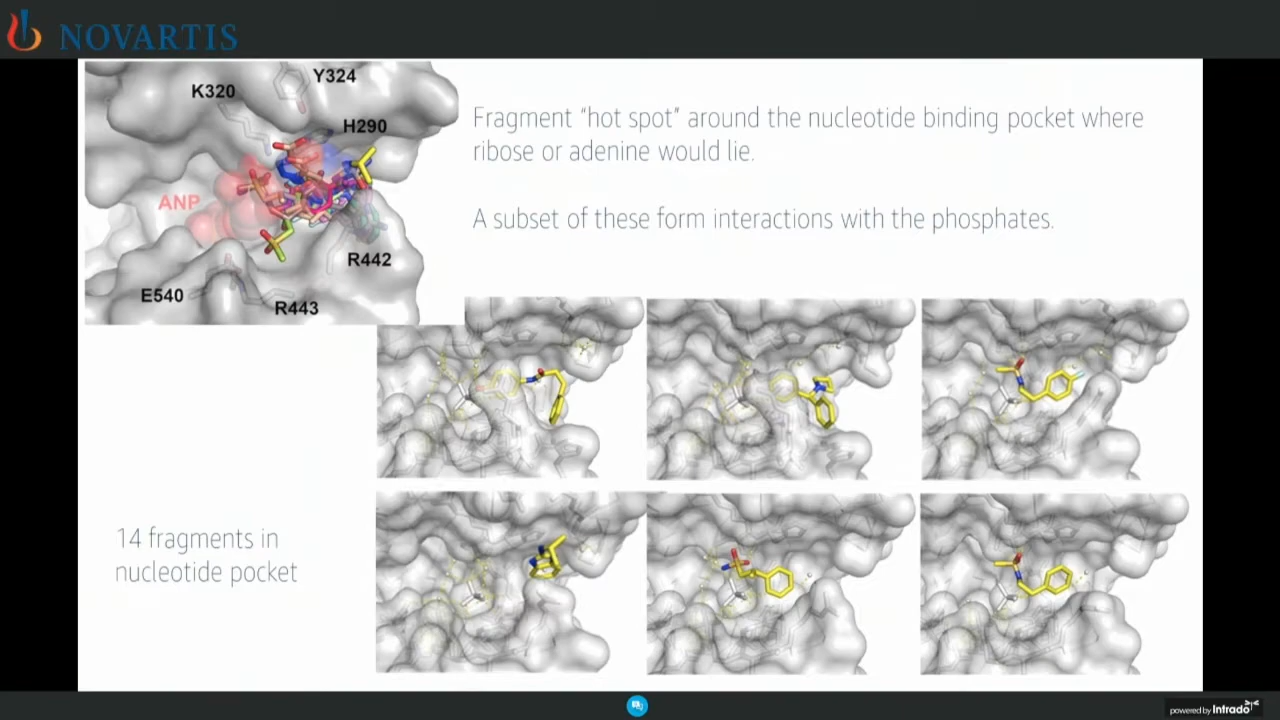 NOVARTIS
Y324
K320
H290
ANP
R442
E540
R443
Fragment “hot spot” around the nucleotide binding pocket where
ribose or adenine would lie.
A subset of these form interactions with the phosphates.
14 fragments in
nucleotide pocket
powered by Intrado